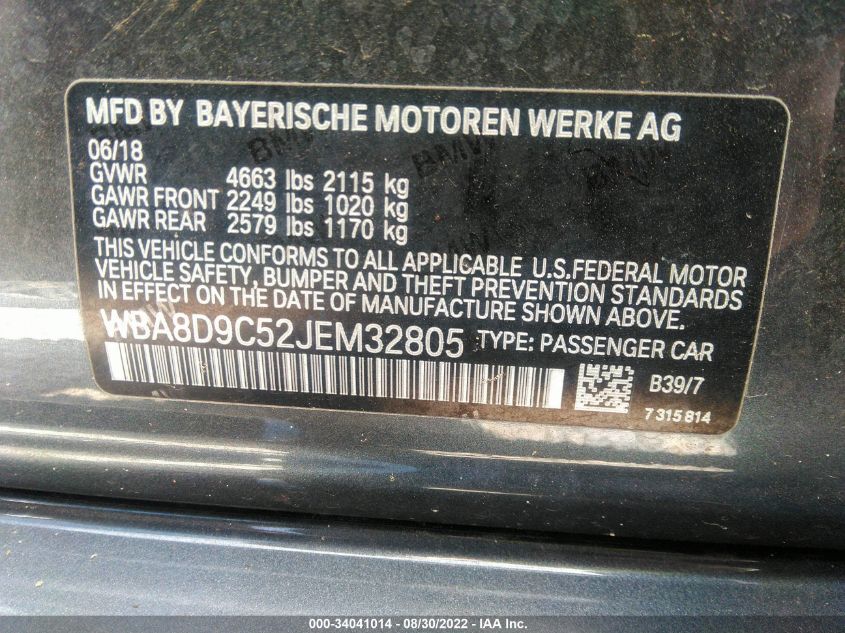 MFD BY BAYERISCHE MOTOREN WERKE AG
06/18
GVWR 4663 lbs 2115 kg
GAWR FRONT 2249 lbs 1020 kg
GAWR REAR 2579 lbs 1170 kg
THIS VEHICLE CONFORMS TO ALL APPLICABLE U.S.FEDERAL MOTOR
VEHICLE SAFETY, BUMPER AND THEFT PREVENTION STANDARDS
IN EFFECT ON THE DATE OF MANUFACTURE SHOWN ABOVE.
WBA8D9C52JEM32805 TYPE: PASSENGER CAR
B39/7
7 315 814
000-34041014 - 08/30/2022 - IAA Inc.